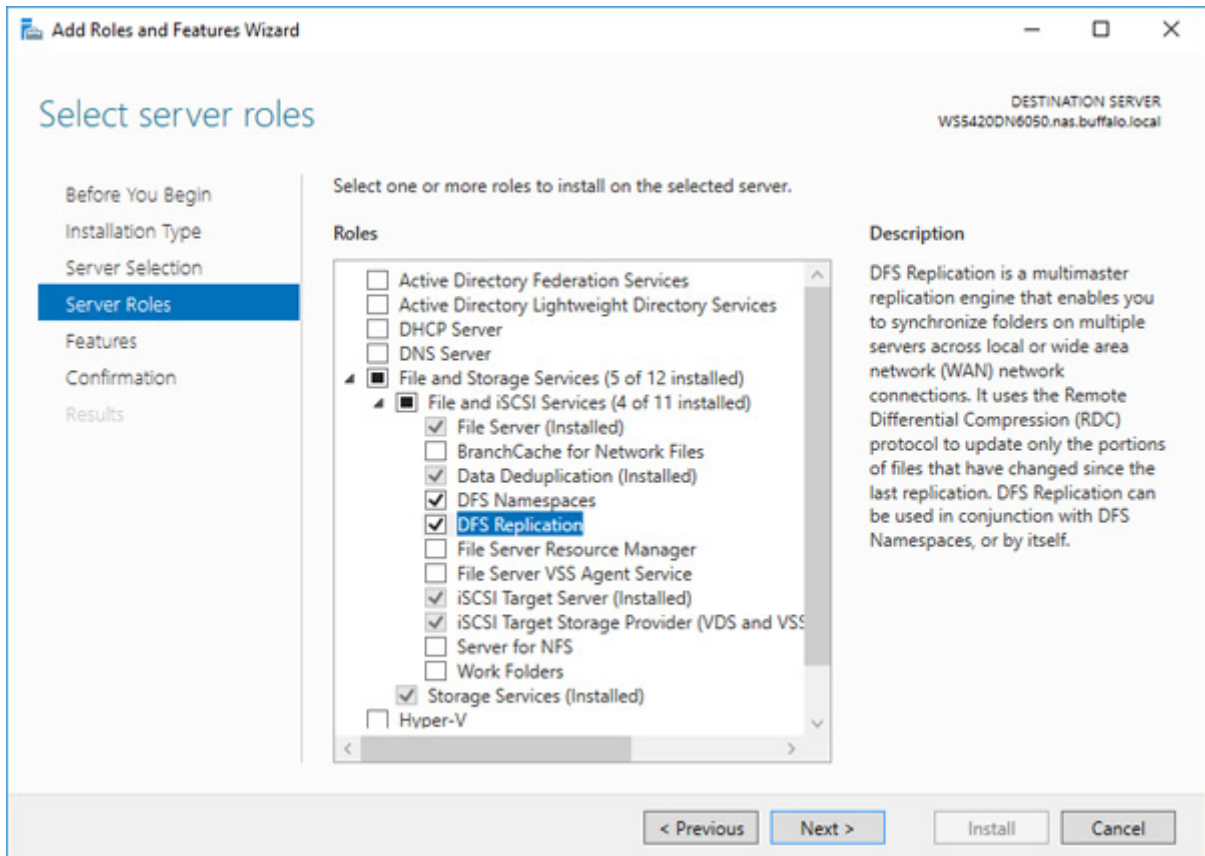 Add Roles and Features Wizard
Select server roles
DESTINATION SERVER
WS5420DN6050.nas.buffalo.local
Before You Begin
Installation Type
Server Selection
Server Roles
Features
Confirmation
Results
Select one or more roles to install on the selected server.
Roles
Active Directory Federation Services
Active Directory Lightweight Directory Services
DHCP Server
DNS Server
File and Storage Services (5 of 12 installed)
File and iSCSI Services (4 of 11 installed)
File Server (Installed)
BranchCache for Network Files
Data Deduplication (Installed)
DFS Namespaces
DFS Replication
File Server Resource Manager
File Server VSS Agent Service
iSCSI Target Server (Installed)
iSCSI Target Storage Provider (VDS and VSS
Server for NFS
Work Folders
Storage Services (Installed)
Hyper-V
Description
DFS Replication is a multimaster
replication engine that enables you
to synchronize folders on multiple
servers across local or wide area
network (WAN) network
connections. It uses the Remote
Differential Compression (RDC)
protocol to update only the portions
of files that have changed since the
last replication. DFS Replication can
be used in conjunction with DFS
Namespaces, or by itself.
< Previous
Next >
Install
Cancel